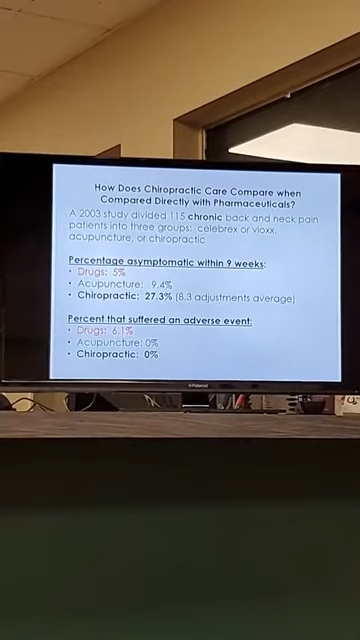 How Does Chiropractic Care Compare when
Compared Directly with Pharmaceuticals?
A 2003 study divided 115 chronic back and neck pain
patients into three groups: celebrex or vioxx,
acupuncture, or chiropractic
Percentage asymptomatic within 9 weeks:
• Drugs: 5%
• Acupuncture: 9.4%
• Chiropractic: 27.3% (8.3 adjustments average)
Percent that suffered an adverse event:
• Drugs: 6.1%
• Acupuncture: 0%
• Chiropractic: 0%
Polaroid